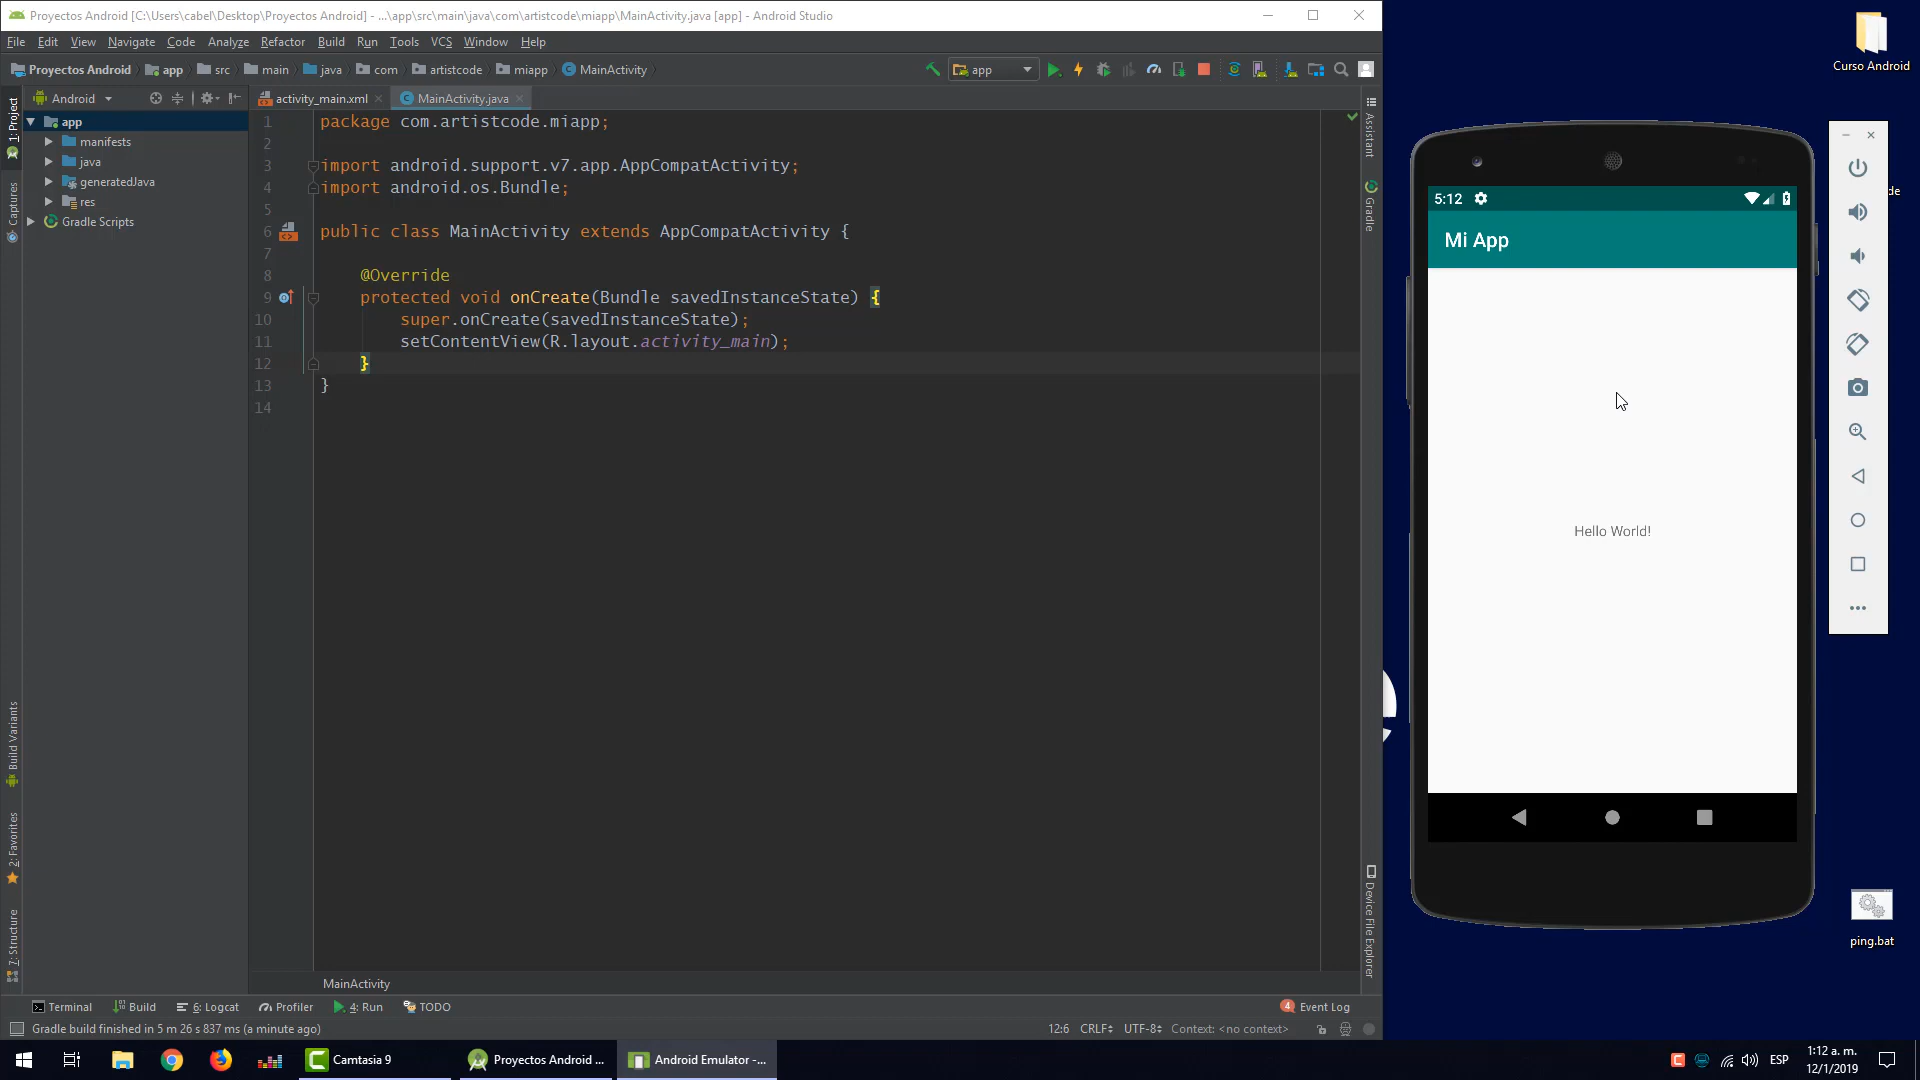 Proyectos Android [C:\Users\cabel\Desktop\Proyectos Android] - ...\app\src\main\java\com\artistcode\miapp\MainActivity.java [app] - Android Studio
File Edit View Navigate Code Analyze Refactor Build Run Tools VCS Window Help
Proyectos Android app src main java com artistcode miapp MainActivity
app
Android
activity_main.xml
MainActivity.java
1: Project
Captures
Build Variants
2: Favorites
7: Structure
app
manifests
java
generatedJava
res
Gradle Scripts
1 package com.artistcode.miapp;
2
3 import android.support.v7.app.AppCompatActivity;
4 import android.os.Bundle;
5
6 public class MainActivity extends AppCompatActivity {
7
8 @Override
9 protected void onCreate(Bundle savedInstanceState) {
10 super.onCreate(savedInstanceState);
11 setContentView(R.layout.activity_main);
12 }
13 }
14
MainActivity
Assistant
Gradle
Device File Explorer
Terminal Build 6: Logcat Profiler 4: Run TODO
4 Event Log
Gradle build finished in 5 m 26 s 837 ms (a minute ago)
12:6 CRLF UTF-8 Context: <no context>
5:12
Mi App
Hello World!
Curso Android
de
ping.bat
Camtasia 9
Proyectos Android ...
Android Emulator -...
ESP
1:12 a. m.
12/1/2019